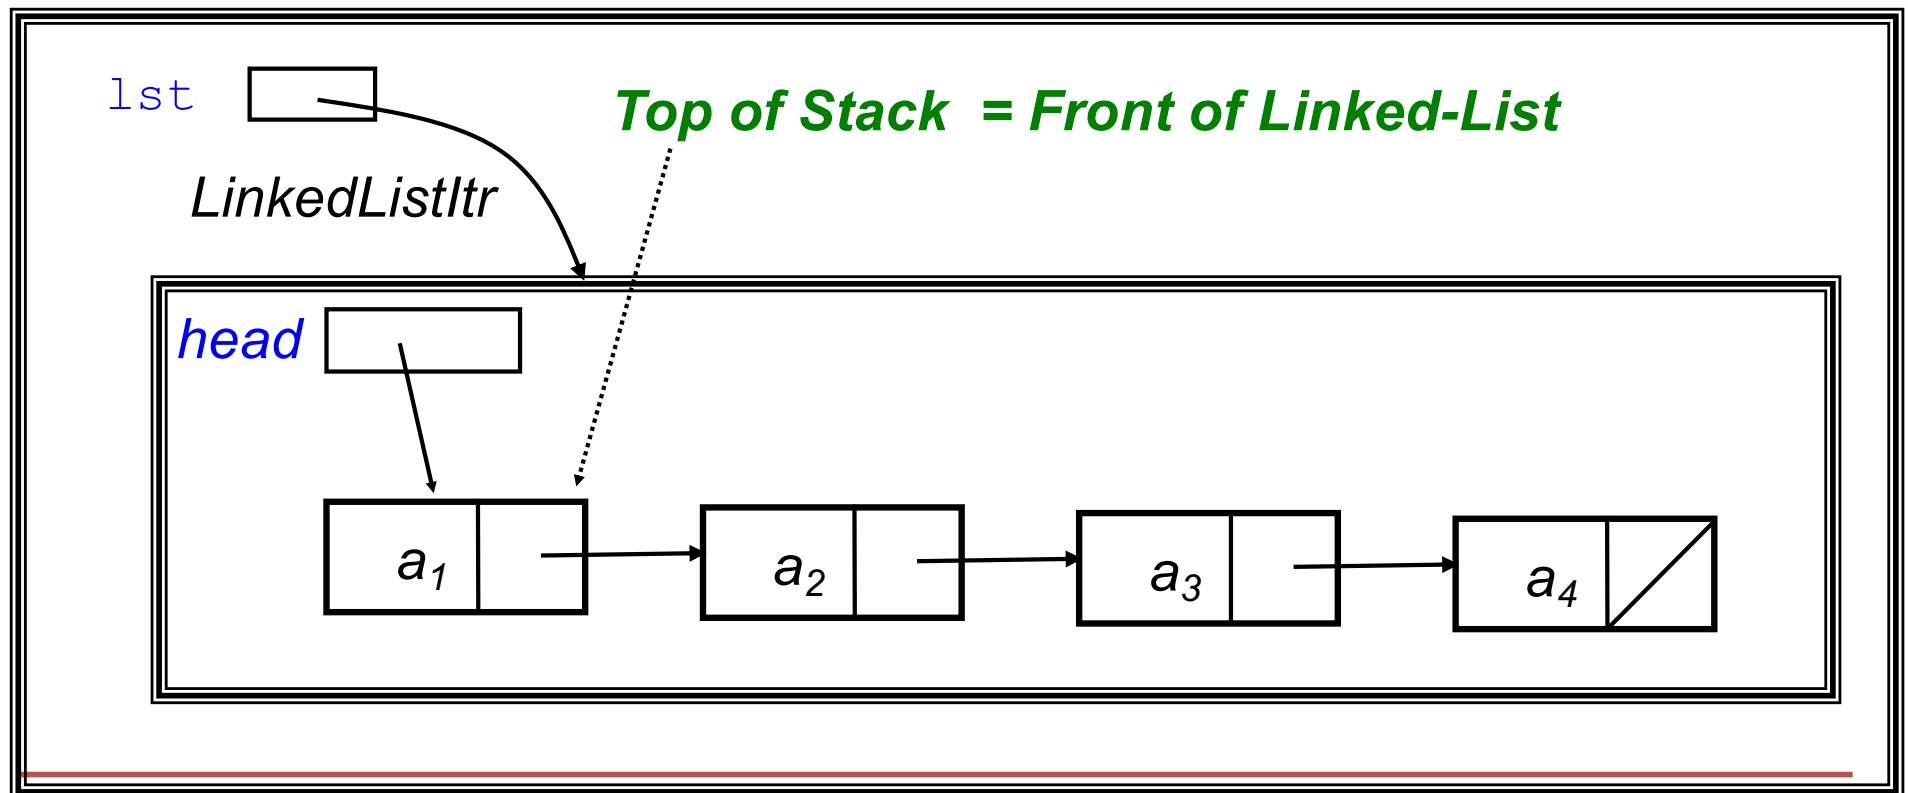 lst
Top of Stack = Front of Linked-List
LinkedListItr
head
a1 a2 a3 a4